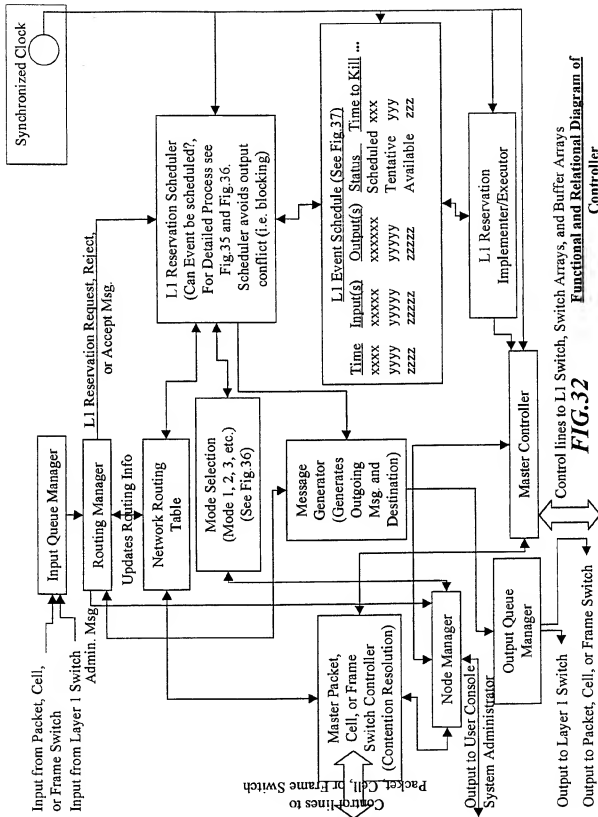 Synchronized Clock
Input from Packet, Cell,
or Frame Switch
Input from Layer 1 Switch
Input Queue Manager
Routing Manager
Admin. Msg
Updates Routing Info
L1 Reservation Request, Reject,
or Accept Msg.
Network Routing
Table
Mode Selection
(Mode 1, 2, 3, etc.)
(See Fig.36)
L1 Reservation Scheduler
(Can Event be scheduled?,
For Detailed Process see
Fig.35 and Fig.36.
Scheduler avoids output
conflict (i.e. blocking)
Message
Generator
(Generates
Outgoing
Msg. and
Destination)
L1 Event Schedule (See Fig.37)
Time Input(s) Output(s) Status Time to Kill ...
xxxx xxxxx xxxxxx Scheduled xxx
yyyy yyyyy yyyyy Tentative yyy
zzzz zzzzz zzzzz Available zzz
Master Packet,
Cell, or Frame
Switch Controller
(Contention Resolution)
Control lines to
Packet, Cell, or Frame Switch
Node Manager
Output to User Console
System Administrator
Output Queue
Manager
Output to Layer 1 Switch
Output to Packet, Cell, or Frame Switch
L1 Reservation
Implementer/Executor
Master Controller
Control lines to L1 Switch, Switch Arrays, and Buffer Arrays
FIG.32
Functional and Relational Diagram of
Controller